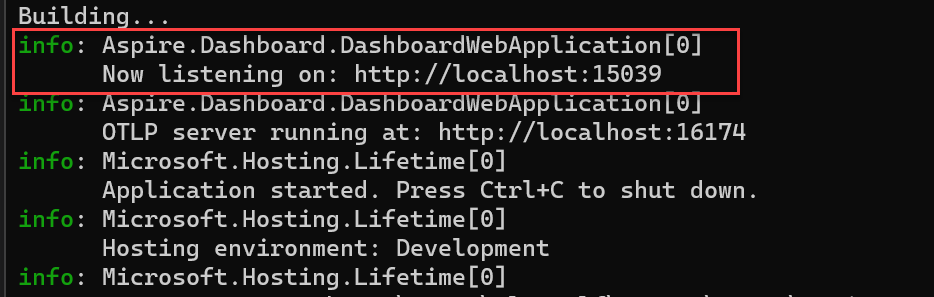 Building...
info: Aspire.Dashboard.DashboardWebApplication[0]
Now listening on: http://localhost:15039
info: Aspire.Dashboard.DashboardWebApplication[0]
OTLP server running at: http://localhost:16174
info: Microsoft.Hosting.Lifetime[0]
Application started. Press Ctrl+C to shut down.
info: Microsoft.Hosting.Lifetime[0]
Hosting environment: Development
info: Microsoft.Hosting.Lifetime[0]